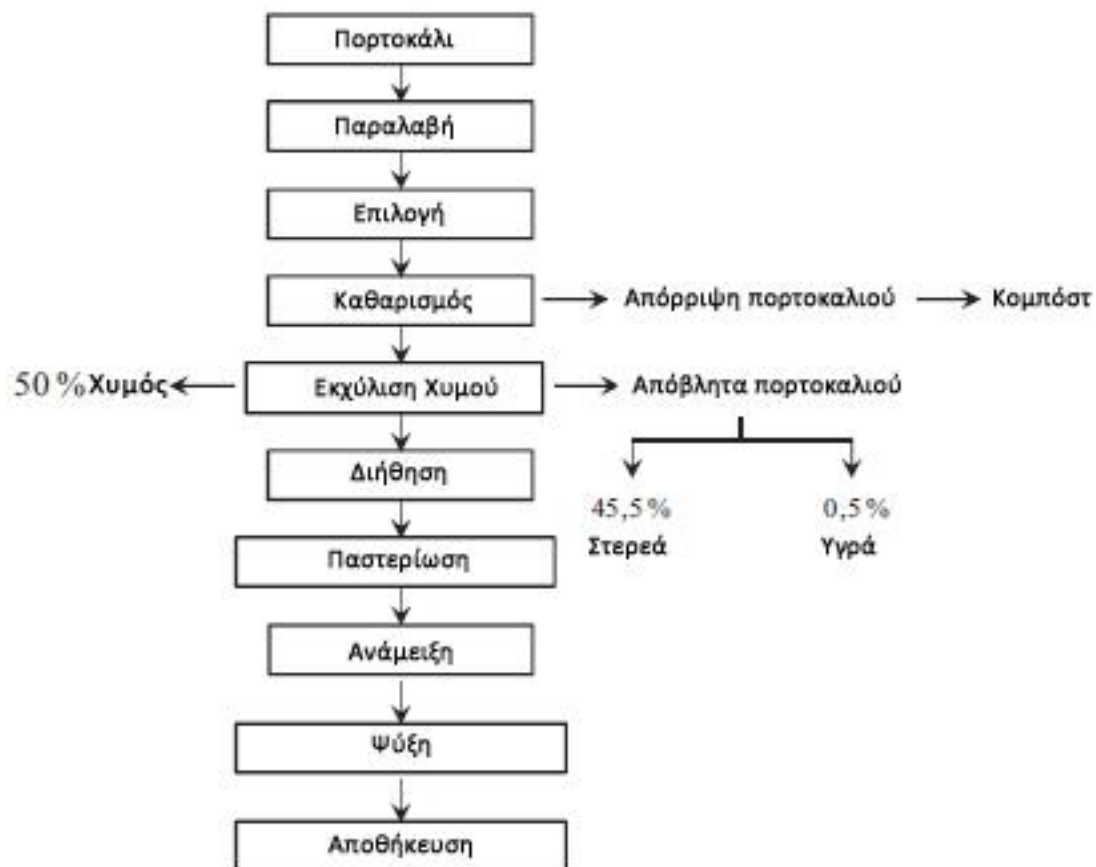 Πορτοκάλι
Παραλαβή
Επιλογή
Καθαρισμός
Απόρριψη πορτοκαλιού
Κομπόστ
50 % Χυμός
Εκχύλιση Χυμού
Απόβλητα πορτοκαλιού
Διήθηση
45,5 %
Στερεά
0,5 %
Υγρά
Παστερίωση
Ανάμειξη
Ψύξη
Αποθήκευση